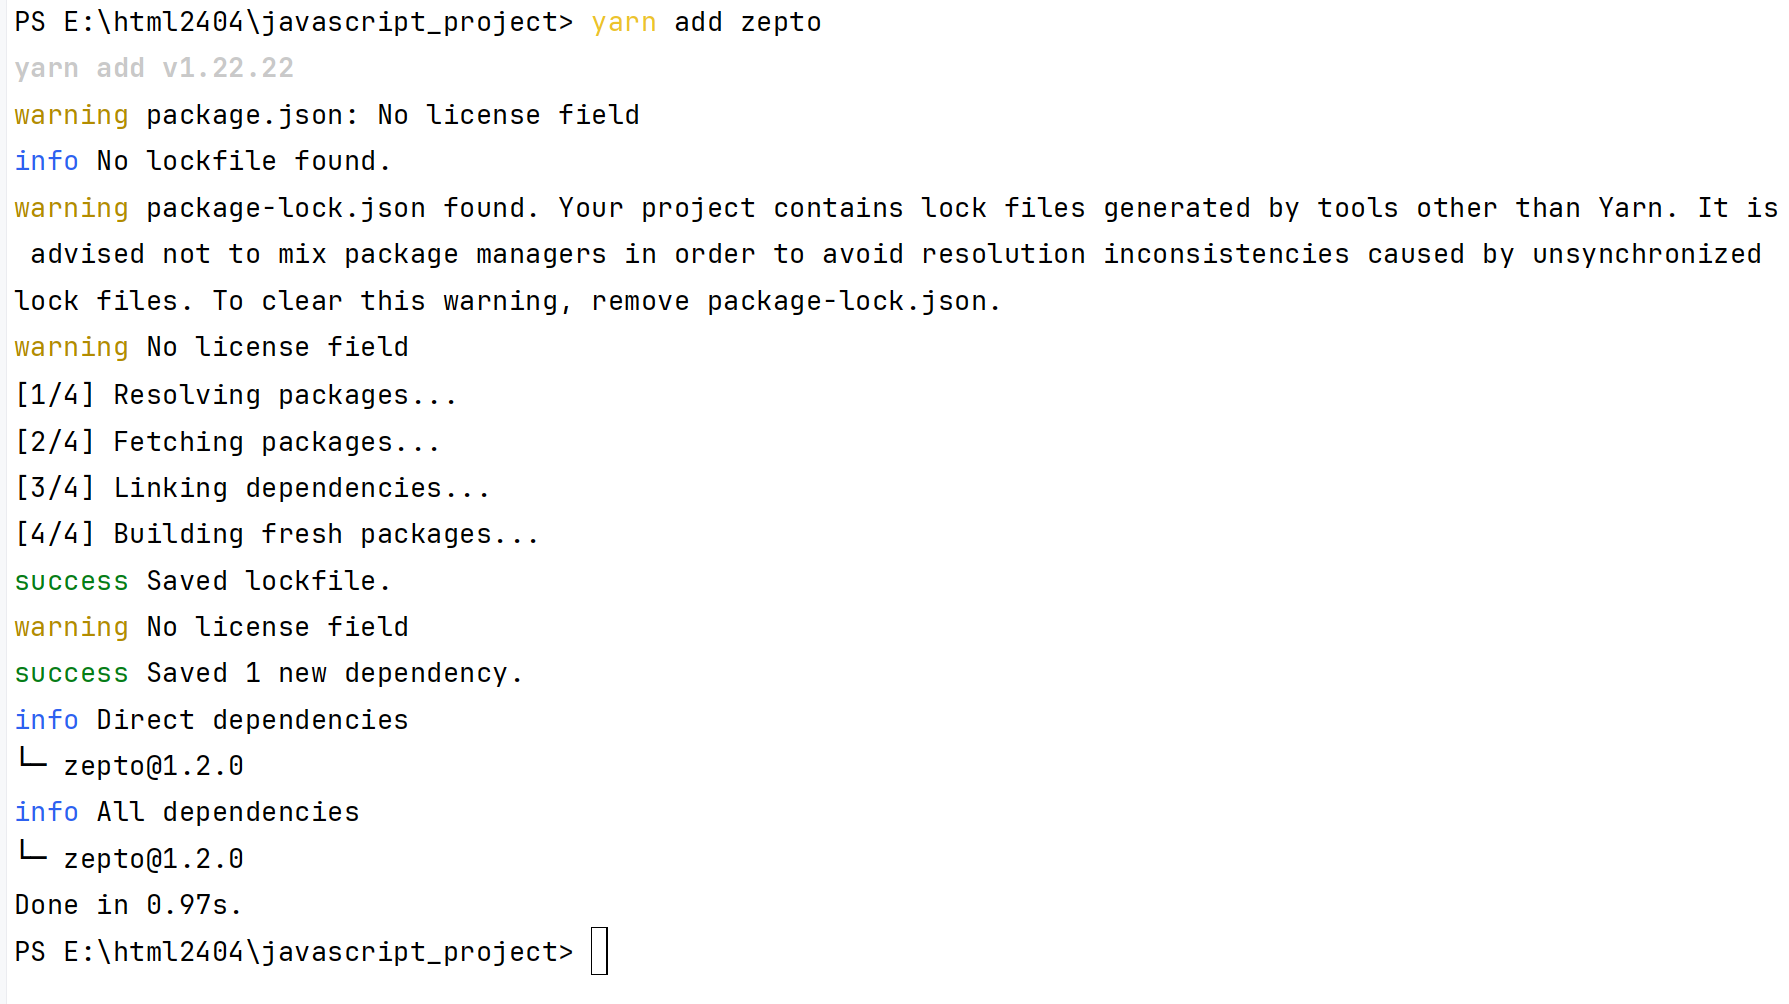 PS E:\html2404\javascript_project> yarn add zepto
yarn add v1.22.22
warning package.json: No license field
info No lockfile found.
warning package-lock.json found. Your project contains lock files generated by tools other than Yarn. It is
 advised not to mix package managers in order to avoid resolution inconsistencies caused by unsynchronized
lock files. To clear this warning, remove package-lock.json.
warning No license field
[1/4] Resolving packages...
[2/4] Fetching packages...
[3/4] Linking dependencies...
[4/4] Building fresh packages...
success Saved lockfile.
warning No license field
success Saved 1 new dependency.
info Direct dependencies
└─ zepto@1.2.0
info All dependencies
└─ zepto@1.2.0
Done in 0.97s.
PS E:\html2404\javascript_project>